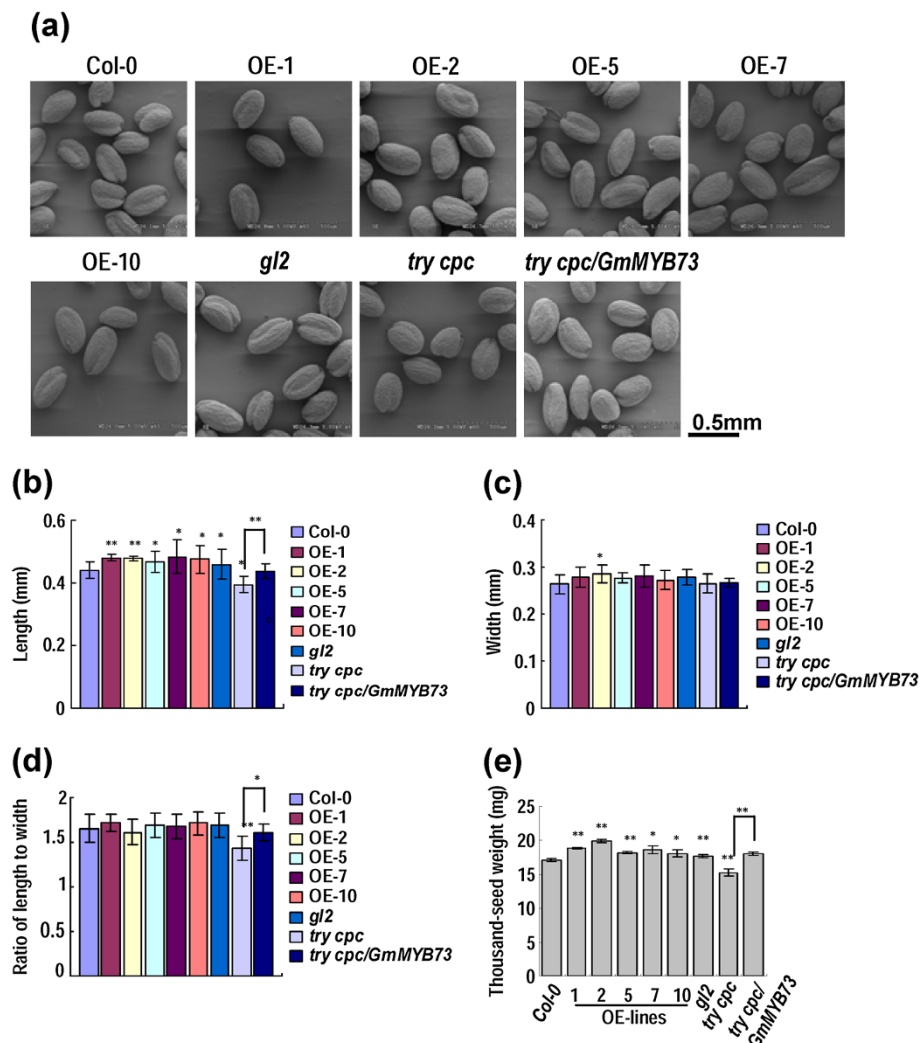 (a)
Col-0 OE-1 OE-2 OE-5 OE-7
OE-10 gl2 try cpc try cpc/GmMYB73
0.5mm
(b)
Length (mm)
0.6
0.4
0.2
0
** ** * * * * * **
Col-0
OE-1
OE-2
OE-5
OE-7
OE-10
gl2
try cpc
try cpc/GmMYB73
(c)
Width (mm)
0.4
0.3
0.2
0.1
0
*
Col-0
OE-1
OE-2
OE-5
OE-7
OE-10
gl2
try cpc
try cpc/GmMYB73
(d)
Ratio of length to width
2
1.5
1
0.5
0
** *
Col-0
OE-1
OE-2
OE-5
OE-7
OE-10
gl2
try cpc
try cpc/GmMYB73
(e)
Thousand-seed weight (mg)
25
20
15
10
5
0
** ** ** * * ** ** **
Col-0 1 2 5 7 10 gl2 try cpc try cpc/
GmMYB73
OE-lines